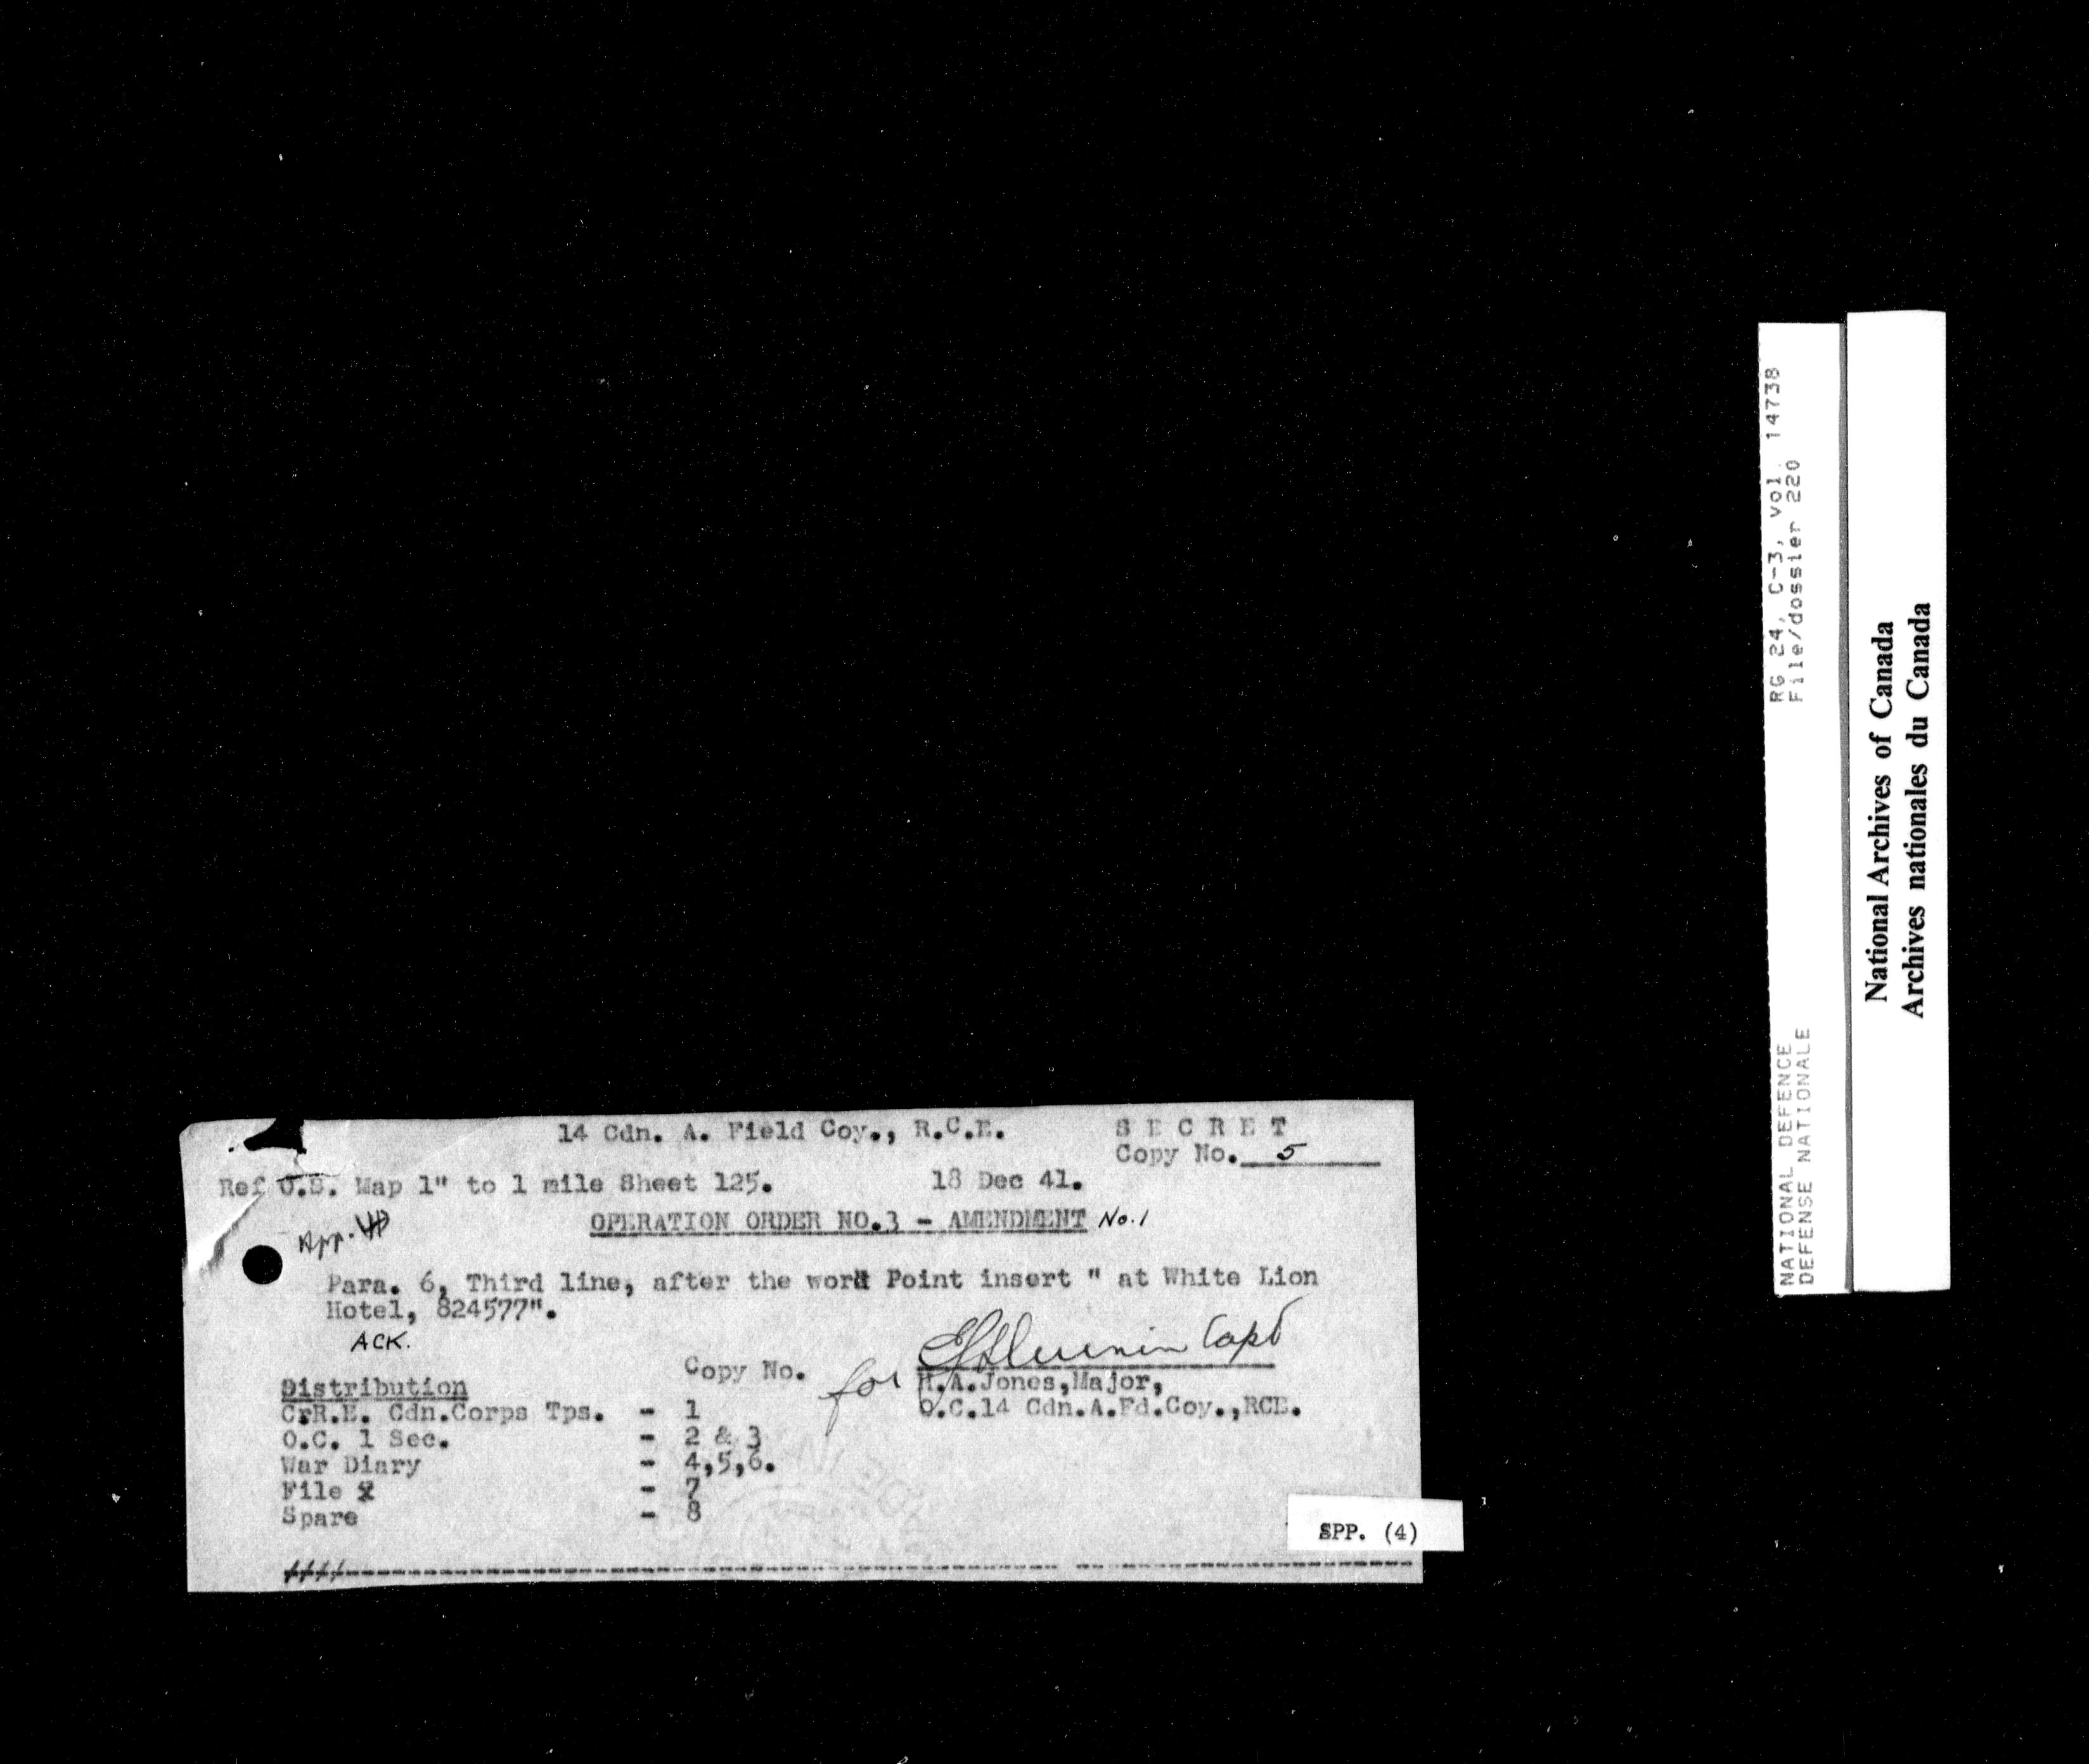 14 Cdn. A. Field Coy., R.C.E.
S E C R E T
Copy No. 5
Ref O.S. Map 1" to 1 mile Sheet 125.
18 Dec 41.
App.
OPERATION ORDER NO.3 - AMENDMENT No.1
Para. 6, Third line, after the word Point insert " at White Lion
Hotel, 824577".
ACK.
Capt
for
Copy No.
H.A.Jones,Major,
O.C.14 Cdn.A.Fd.Coy.,RCE.
Distribution
C.R.E. Cdn.Corps Tps. - 1
O.C. 1 Sec. - 2 & 3
War Diary - 4,5,6.
File - 7
Spare - 8
SPP. (4)
RG 24, C-3, vol. 14738
File/dossier 220
NATIONAL DEFENCE
DEFENSE NATIONALE
National Archives of Canada
Archives nationales du Canada